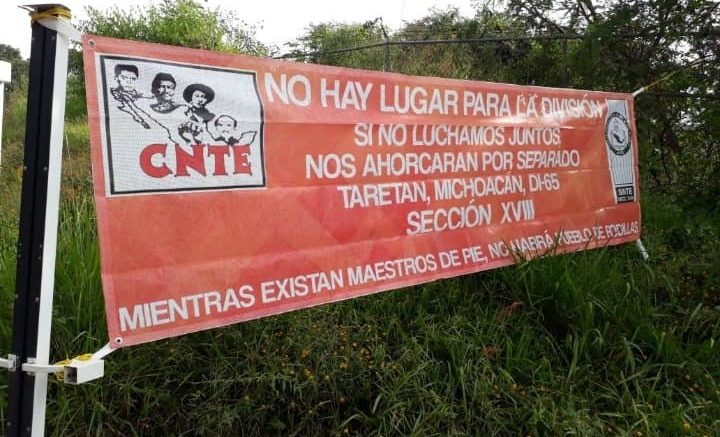 CNTE
NO HAY LUGAR PARA LA DIVISIÓN
SI NO LUCHAMOS JUNTOS
NOS AHORCARAN POR SEPARADO
TARETAN, MICHOACÁN, DI-65
SECCIÓN XVIII
SNTE
MIENTRAS EXISTAN MAESTROS DE PIE, NO HABRÁ PUEBLO DE RODILLAS